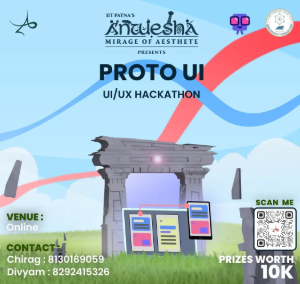 IIT PATNA'S
Anwesha
MIRAGE OF AESTHETE
PRESENTS
PROTO UI
UI/UX HACKATHON
VENUE :
Online
CONTACT :
Chirag : 8130169059
Divyam : 8292415326
SCAN ME
PRIZES WORTH
10K